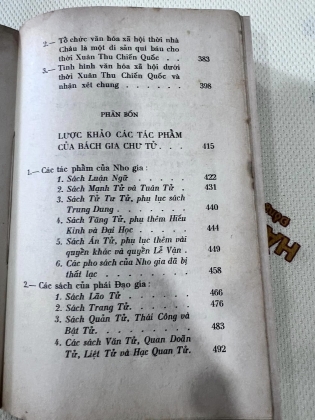 2.— Tổ chức văn hóa xã hội thời nhà
Châu là một di sản quí báu cho
thời Xuân Thu Chiến Quốc . . 383
3.— Tình hình văn hóa xã hội dưới
thời Xuân Thu Chiến Quốc và
nhận xét chung . . . . . 398
PHẦN BỐN
LƯỢC KHẢO CÁC TÁC PHẨM
CỦA BÁCH GIA CHƯ TỬ . . . 415
1.— Các tác phẩm của Nho gia :
1. Sách Luận Ngữ . . . . . 422
2. Sách Mạnh Tử và Tuân Tử . 431
3. Sách Tử Tư Tử, phụ lục sách
Trung Dung . . . . . . 440
4. Sách Tăng Tử, phụ thêm Hiếu
Kinh và Đại Học . . . . . 444
5. Sách Án Tử, phụ lục thêm vài
quyển khác và quyển Lễ Vân . 449
6. Các pho sách của Nho gia đã bị
thất lạc . . . . . . . 458
2.— Các sách của phái Đạo gia :
1. Sách Lão Tử . . . . . 466
2. Sách Trang Tử. . . . . 476
3. Sách Quản Tử, Thái Công và
Bật Tử. . . . . . . . 483
4. Các sách Văn Tử, Quan Doãn
Tử, Liệt Tử và Hạc Quan Tử. 492